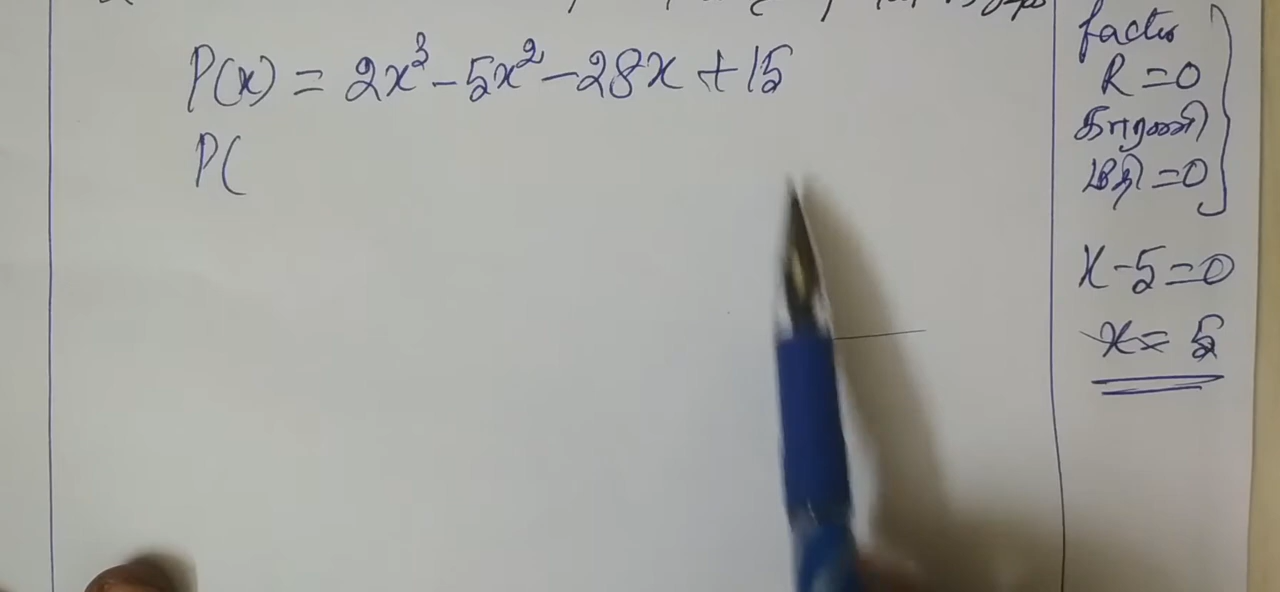 P(x) = 2x³ - 5x² - 28x + 15
P(
factor
R = 0
காரணி
மீதி = 0
x - 5 = 0
x = 5